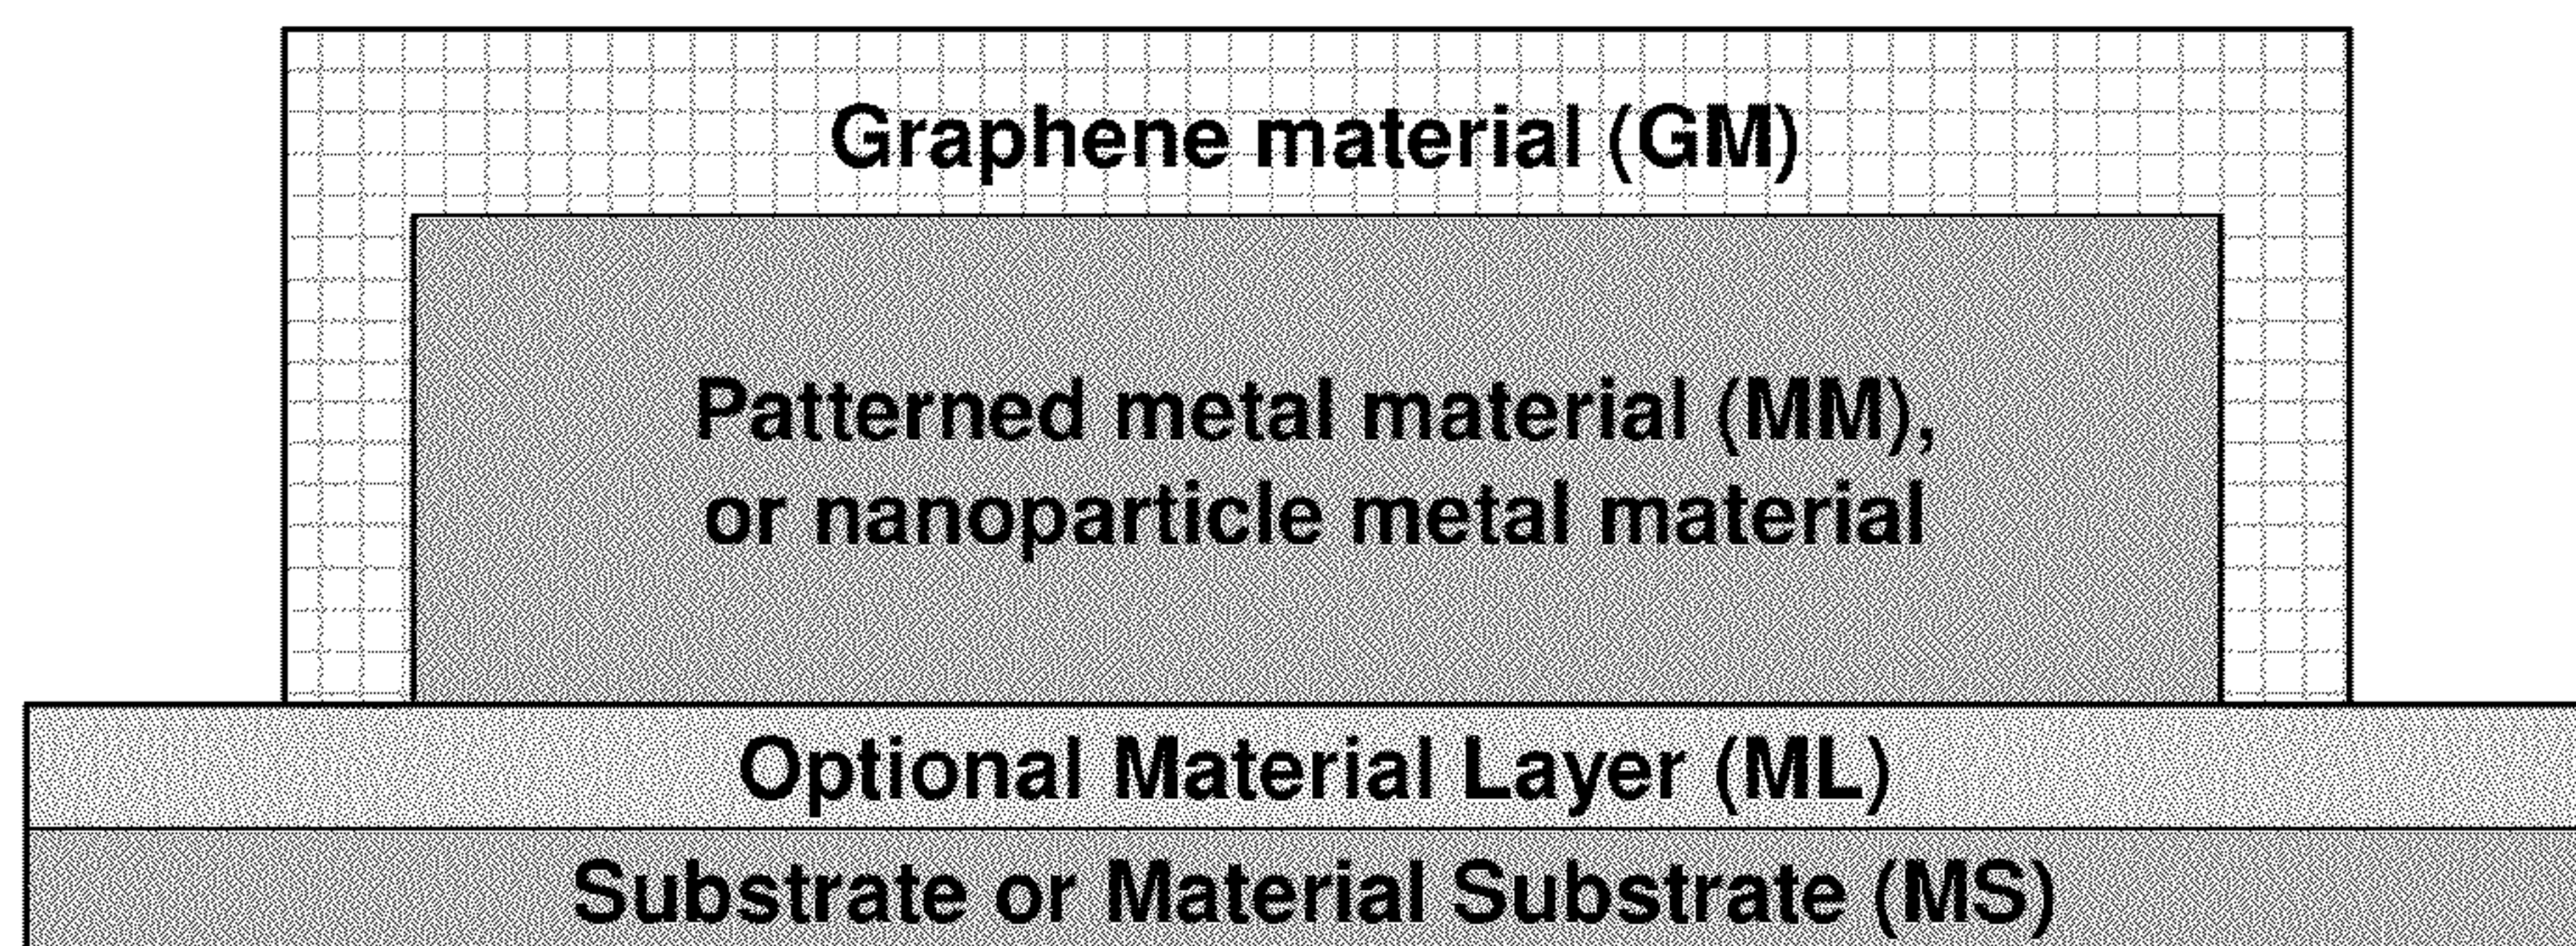 Graphene material (GM)
Patterned metal material (MM),
or nanoparticle metal material
Optional Material Layer (ML)
Substrate or Material Substrate (MS)